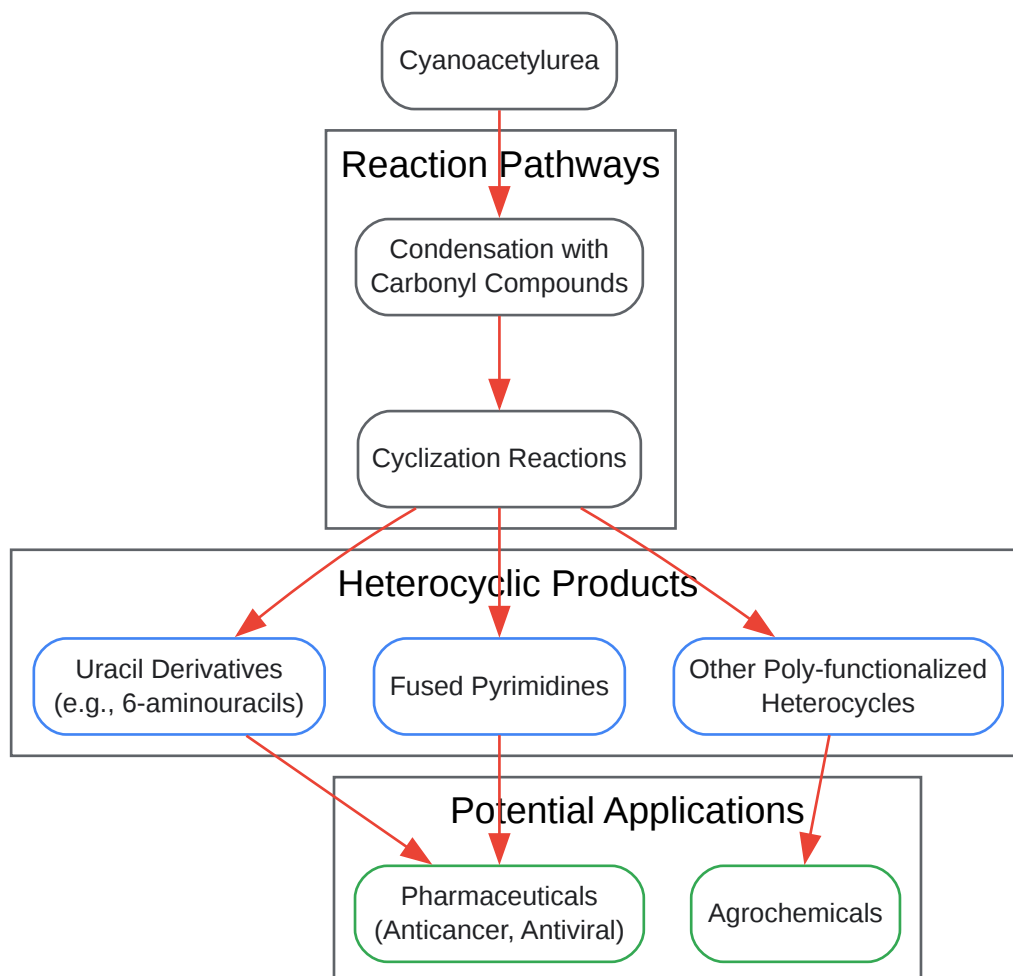 Cyanoacetylurea
Reaction Pathways
Condensation with
Carbonyl Compounds
Cyclization Reactions
Heterocyclic Products
Uracil Derivatives
(e.g., 6-aminouracils)
Fused Pyrimidines
Other Poly-functionalized
Heterocycles
Potential Applications
Pharmaceuticals
(Anticancer, Antiviral)
Agrochemicals